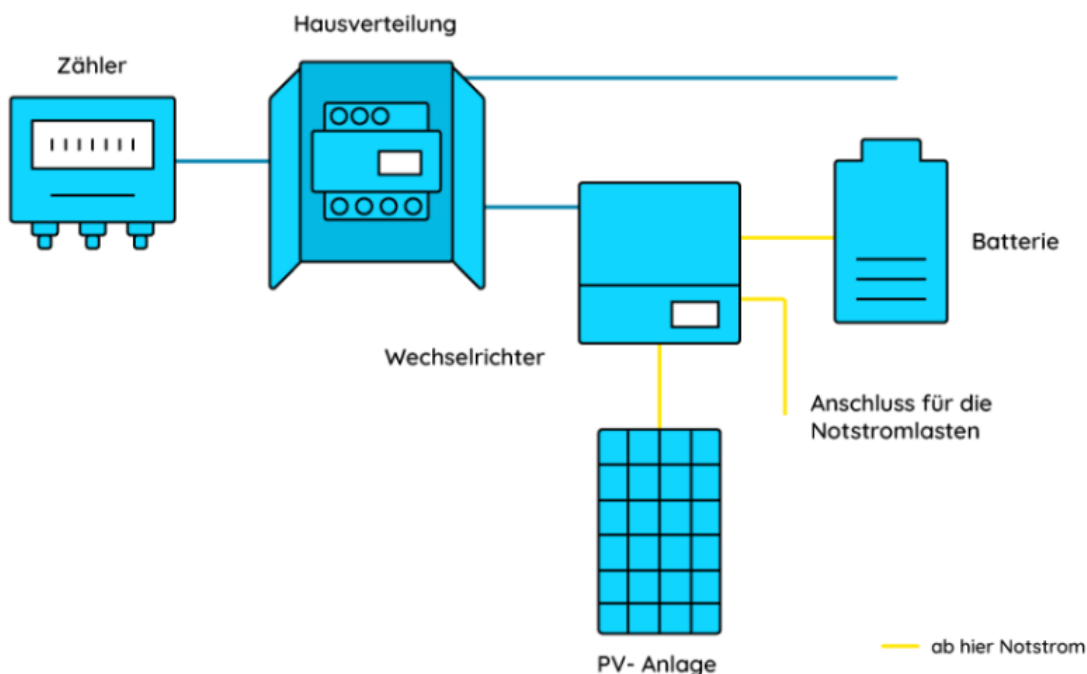 Hausverteilung
Zähler
Batterie
Wechselrichter
Anschluss für die
Notstromlasten
ab hier Notstrom
PV- Anlage